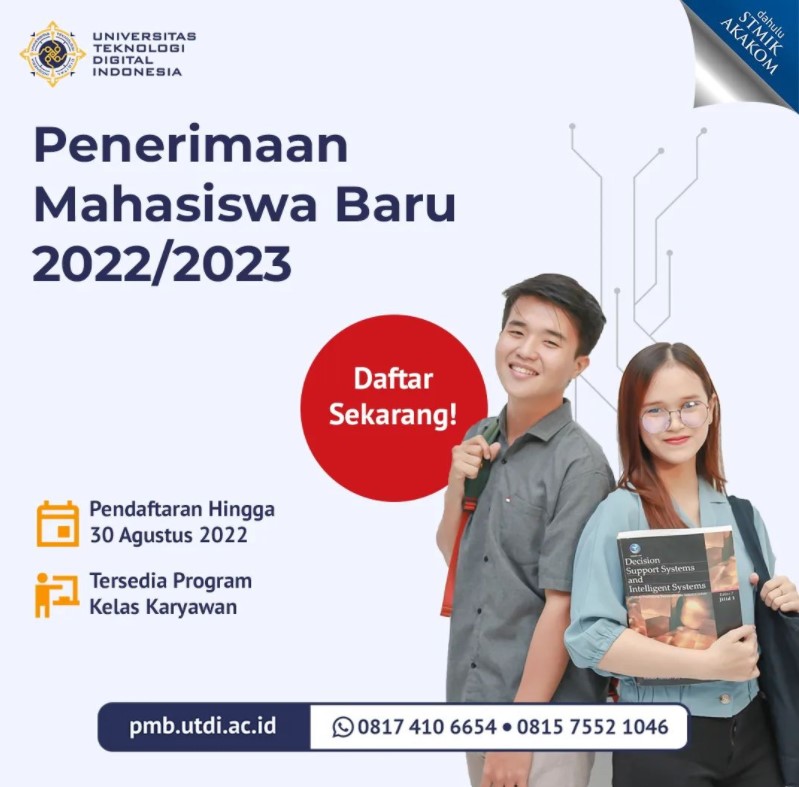 UNIVERSITAS
TEKNOLOGI
DIGITAL
INDONESIA
dahulu
STMIK
AKAKOM
Penerimaan
Mahasiswa Baru
2022/2023
Daftar
Sekarang!
Pendaftaran Hingga
30 Agustus 2022
Tersedia Program
Kelas Karyawan
Decision
Support Systems
and
Intelligent Systems
pmb.utdi.ac.id
0817 410 6654 • 0815 7552 1046